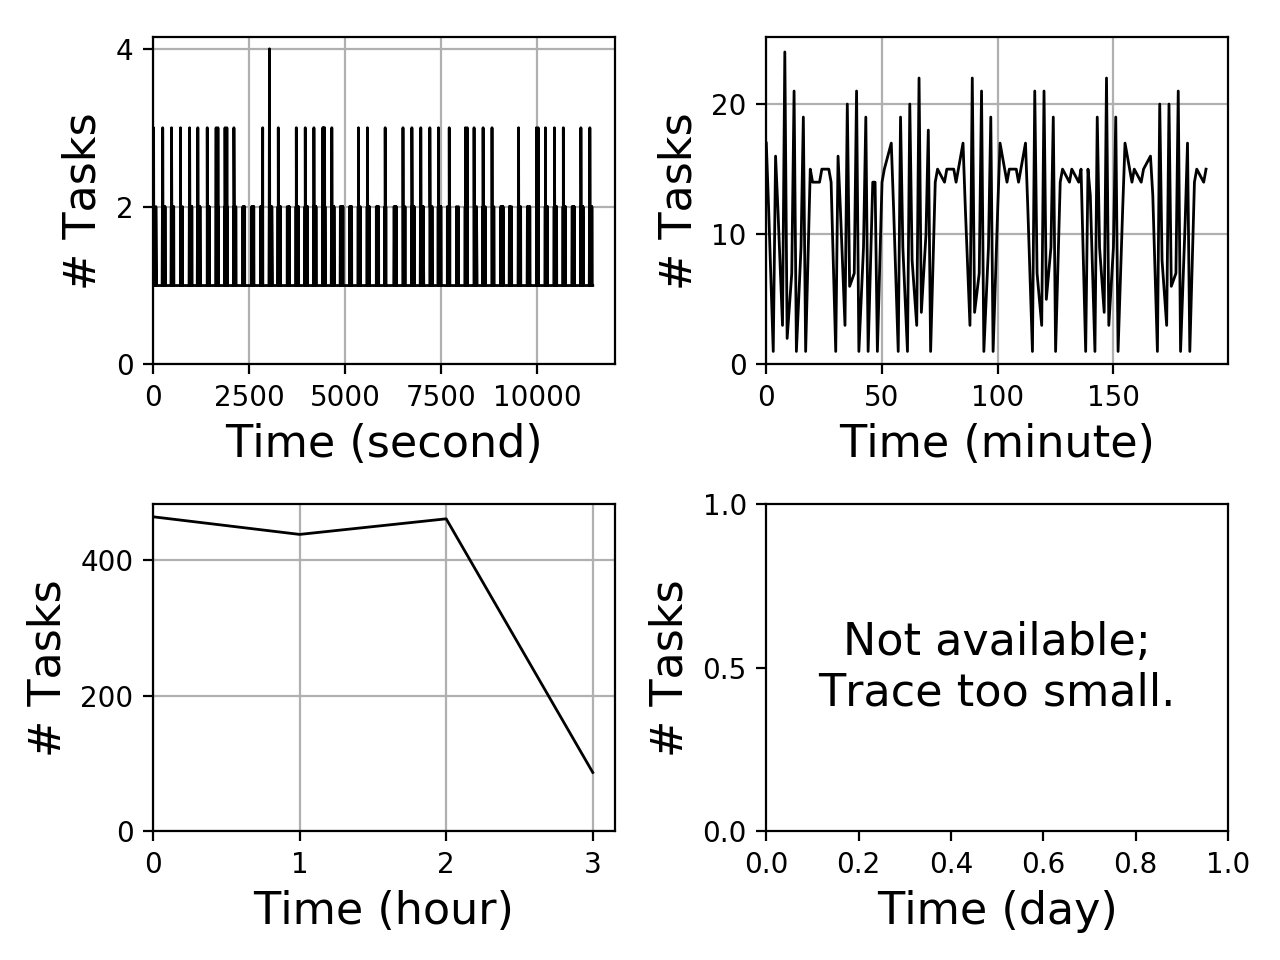 4
2
0
# Tasks
0 2500 5000 7500 10000
Time (second)
20
10
0
# Tasks
0 50 100 150
Time (minute)
400
200
0
# Tasks
0 1 2 3
Time (hour)
1.0
0.5
0.0
# Tasks
Not available;
Trace too small.
0.0 0.2 0.4 0.6 0.8 1.0
Time (day)